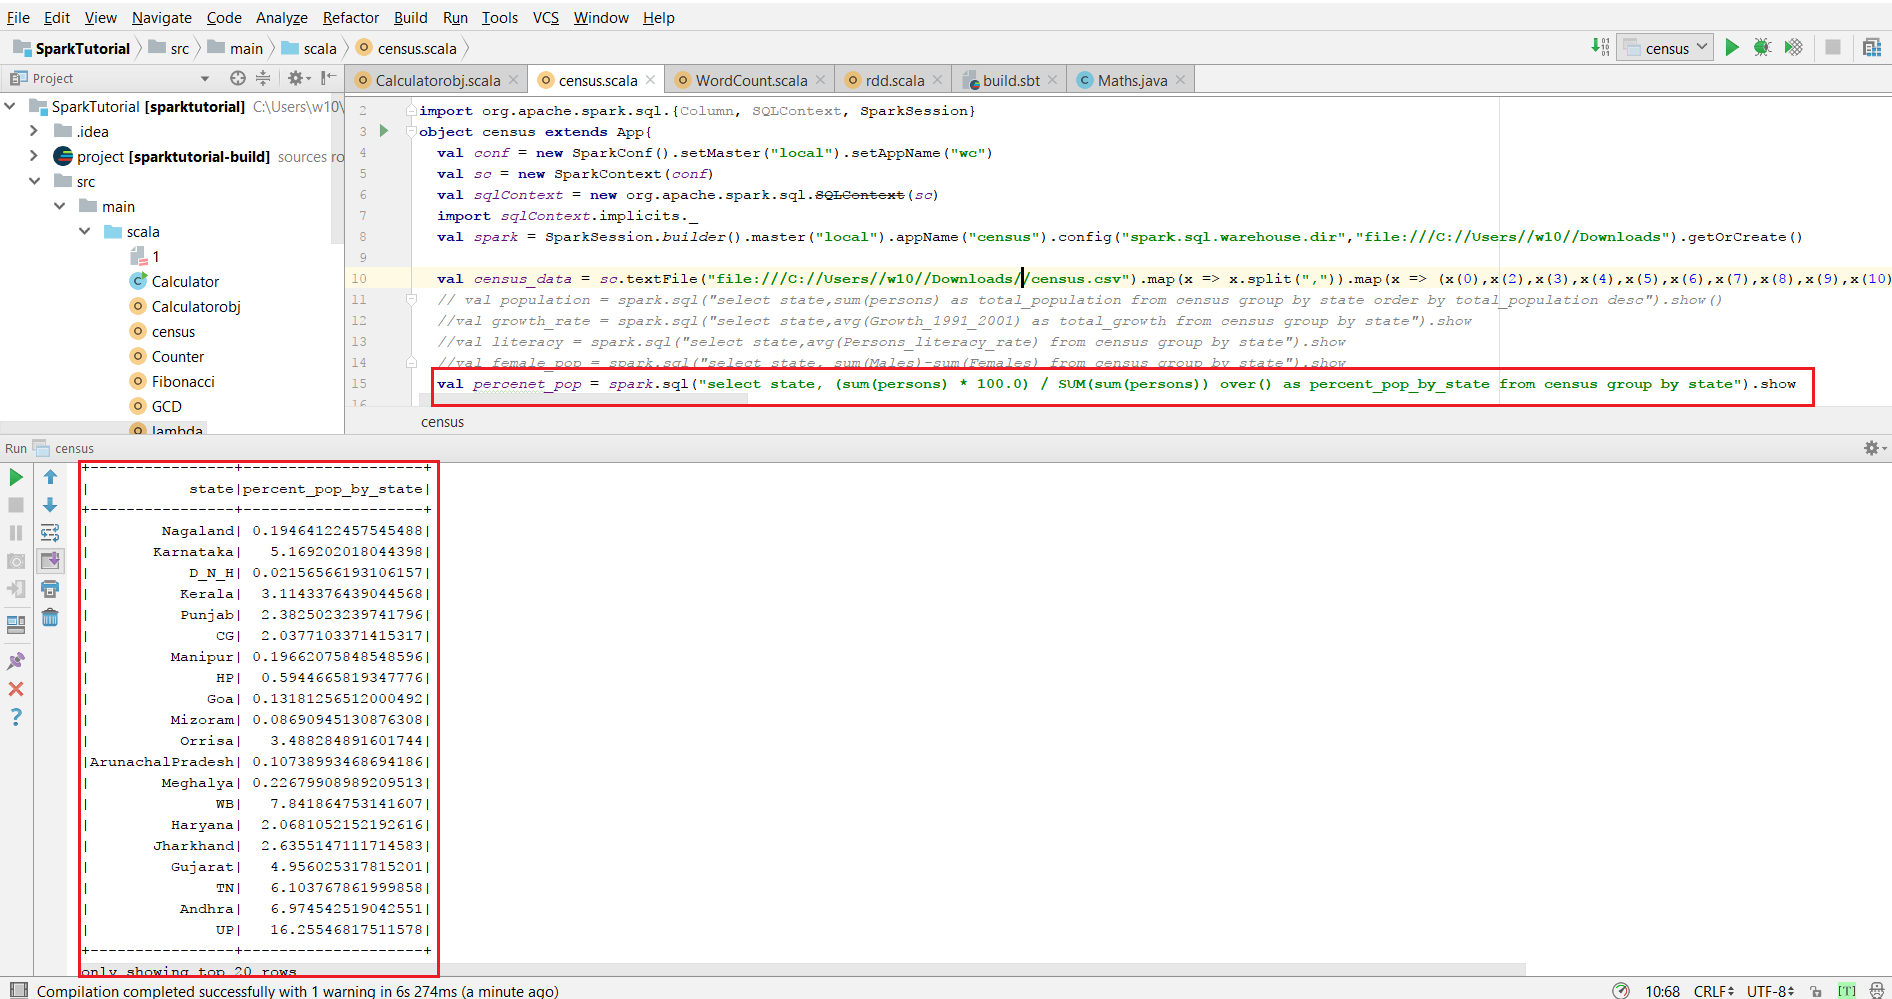 File Edit View Navigate Code Analyze Refactor Build Run Tools VCS Window Help
SparkTutorial src main scala census.scala census
Project Calculatorobj.scala census.scala WordCount.scala rdd.scala build.sbt Maths.java
SparkTutorial [sparktutorial] C:\Users\w10\
.idea
project [sparktutorial-build] sources ro
src
main
scala
1
Calculator
Calculatorobj
census
Counter
Fibonacci
GCD
lambda
2 import org.apache.spark.sql.{Column, SQLContext, SparkSession}
3 object census extends App{
4 val conf = new SparkConf().setMaster("local").setAppName("wc")
5 val sc = new SparkContext(conf)
6 val sqlContext = new org.apache.spark.sql.SQLContext(sc)
7 import sqlContext.implicits._
8 val spark = SparkSession.builder().master("local").appName("census").config("spark.sql.warehouse.dir","file:///C://Users//w10//Downloads").getOrCreate()
9
10 val census_data = sc.textFile("file:///C://Users//w10//Downloads//census.csv").map(x => x.split(",")).map(x => (x(0),x(2),x(3),x(4),x(5),x(6),x(7),x(8),x(9),x(10)
11 // val population = spark.sql("select state,sum(persons) as total_population from census group by state order by total_population desc").show()
12 //val growth_rate = spark.sql("select state,avg(Growth_1991_2001) as total_growth from census group by state").show
13 //val literacy = spark.sql("select state,avg(Persons_literacy_rate) from census group by state").show
14 //val female_pop = spark.sql("select state, sum(Males)-sum(Females) from census group by state").show
15 val percenet_pop = spark.sql("select state, (sum(persons) * 100.0) / SUM(sum(persons)) over() as percent_pop_by_state from census group by state").show
16
census
Run census
+----------------+--------------------+
| state|percent_pop_by_state|
+----------------+--------------------+
| Nagaland| 0.19464122457545488|
| Karnataka| 5.169202018044398|
| D_N_H| 0.02156566193106157|
| Kerala| 3.1143376439044568|
| Punjab| 2.3825023239741796|
| CG| 2.0377103371415317|
| Manipur| 0.19662075848548596|
| HP| 0.5944665819347776|
| Goa| 0.13181256512000492|
| Mizoram| 0.08690945130876308|
| Orrisa| 3.488284891601744|
|ArunachalPradesh| 0.10738993468694186|
| Meghalya| 0.22679908989209513|
| WB| 7.841864753141607|
| Haryana| 2.0681052152192616|
| Jharkhand| 2.6355147111714583|
| Gujarat| 4.956025317815201|
| TN| 6.103767861999858|
| Andhra| 6.974542519042551|
| UP| 16.25546817511578|
+----------------+--------------------+
only showing top 20 rows
Compilation completed successfully with 1 warning in 6s 274ms (a minute ago) 10:68 CRLF UTF-8 [T]